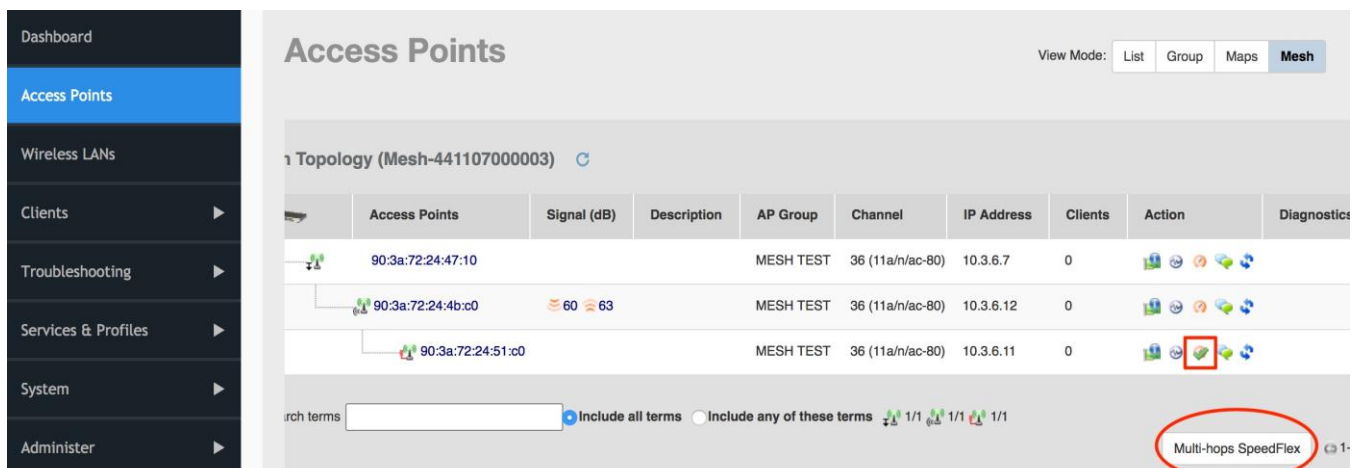 Dashboard
Access Points
Wireless LANs
Clients
Troubleshooting
Services & Profiles
System
Administer
Access Points
View Mode: List Group Maps Mesh
Topology (Mesh-441107000003)
Access Points Signal (dB) Description AP Group Channel IP Address Clients Action Diagnostics
90:3a:72:24:47:10 MESH TEST 36 (11a/n/ac-80) 10.3.6.7 0
90:3a:72:24:4b:c0 60 63 MESH TEST 36 (11a/n/ac-80) 10.3.6.12 0
90:3a:72:24:51:c0 MESH TEST 36 (11a/n/ac-80) 10.3.6.11 0
terms Include all terms Include any of these terms 1/1 1/1 1/1
Multi-hops SpeedFlex 1-